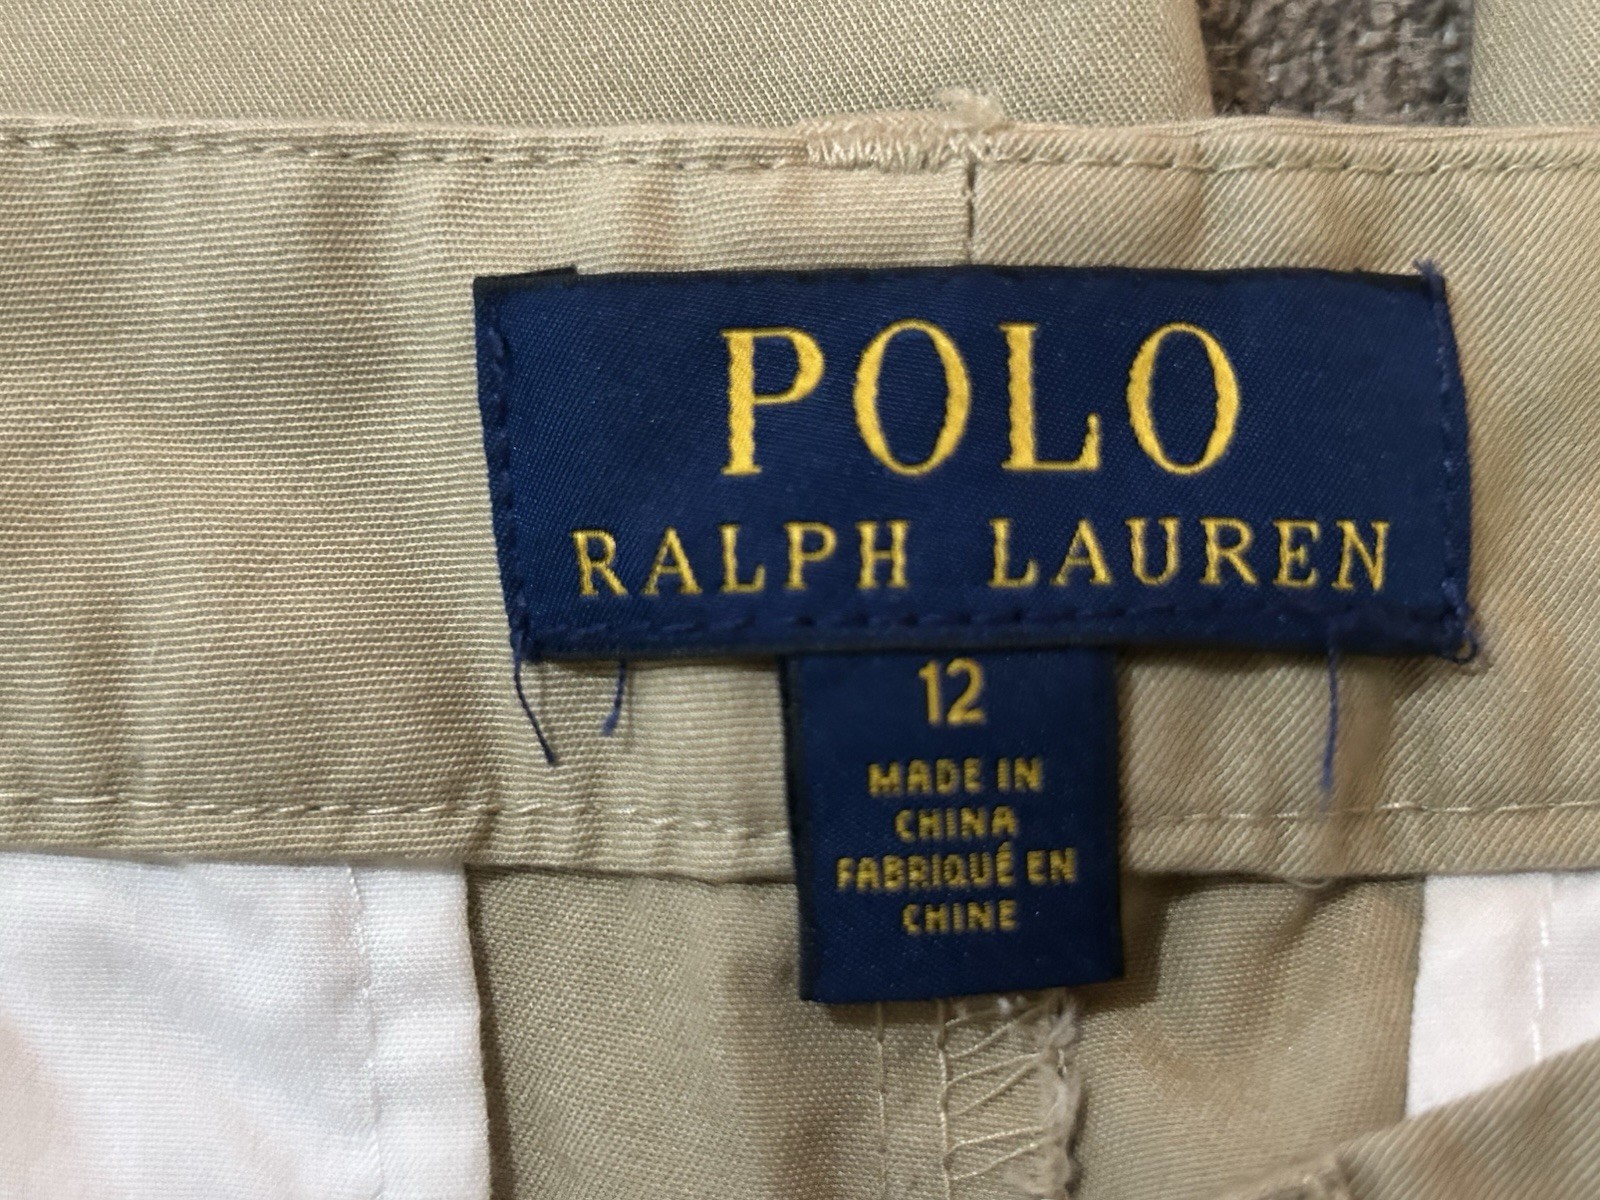 POLO
RALPH LAUREN
12
MADE IN
CHINA
FABRIQUÉ EN
CHINE